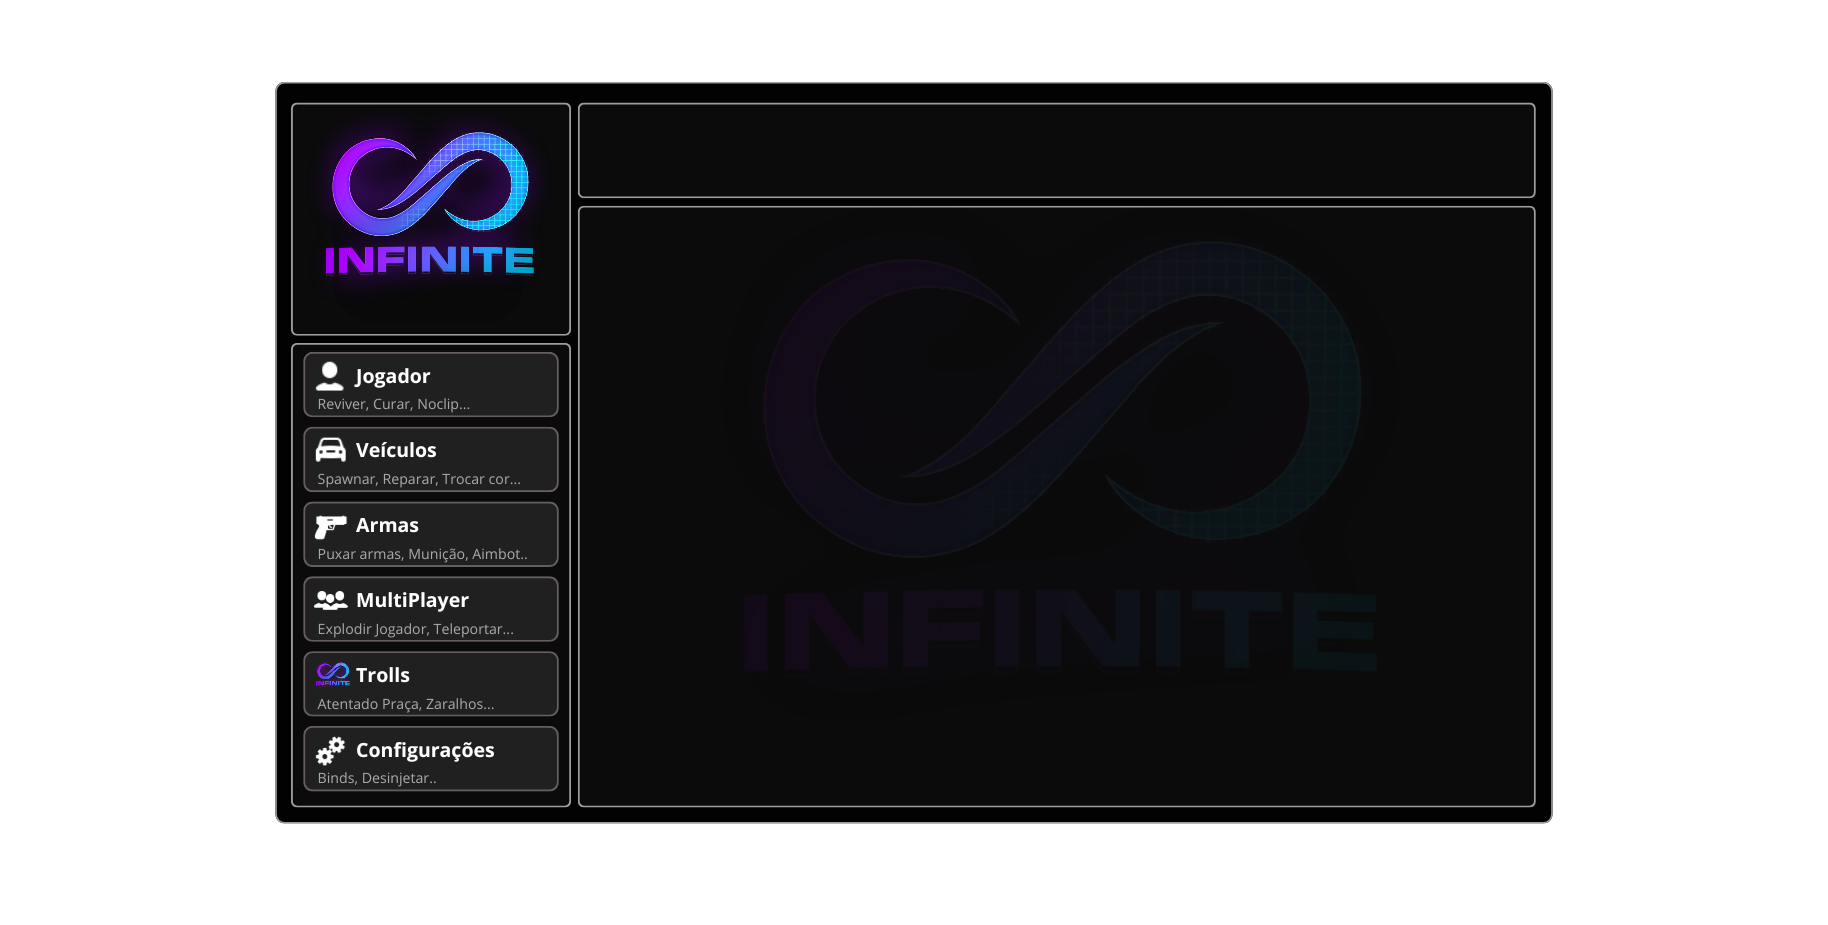 INFINITE
Jogador
Reviver, Curar, Noclip...
Veículos
Spawnar, Reparar, Trocar cor...
Armas
Puxar armas, Munição, Aimbot..
MultiPlayer
Explodir Jogador, Teleportar...
INFINITE
Trolls
Atentado Praça, Zaralhos...
Configurações
Binds, Desinjetar..
INFINITE